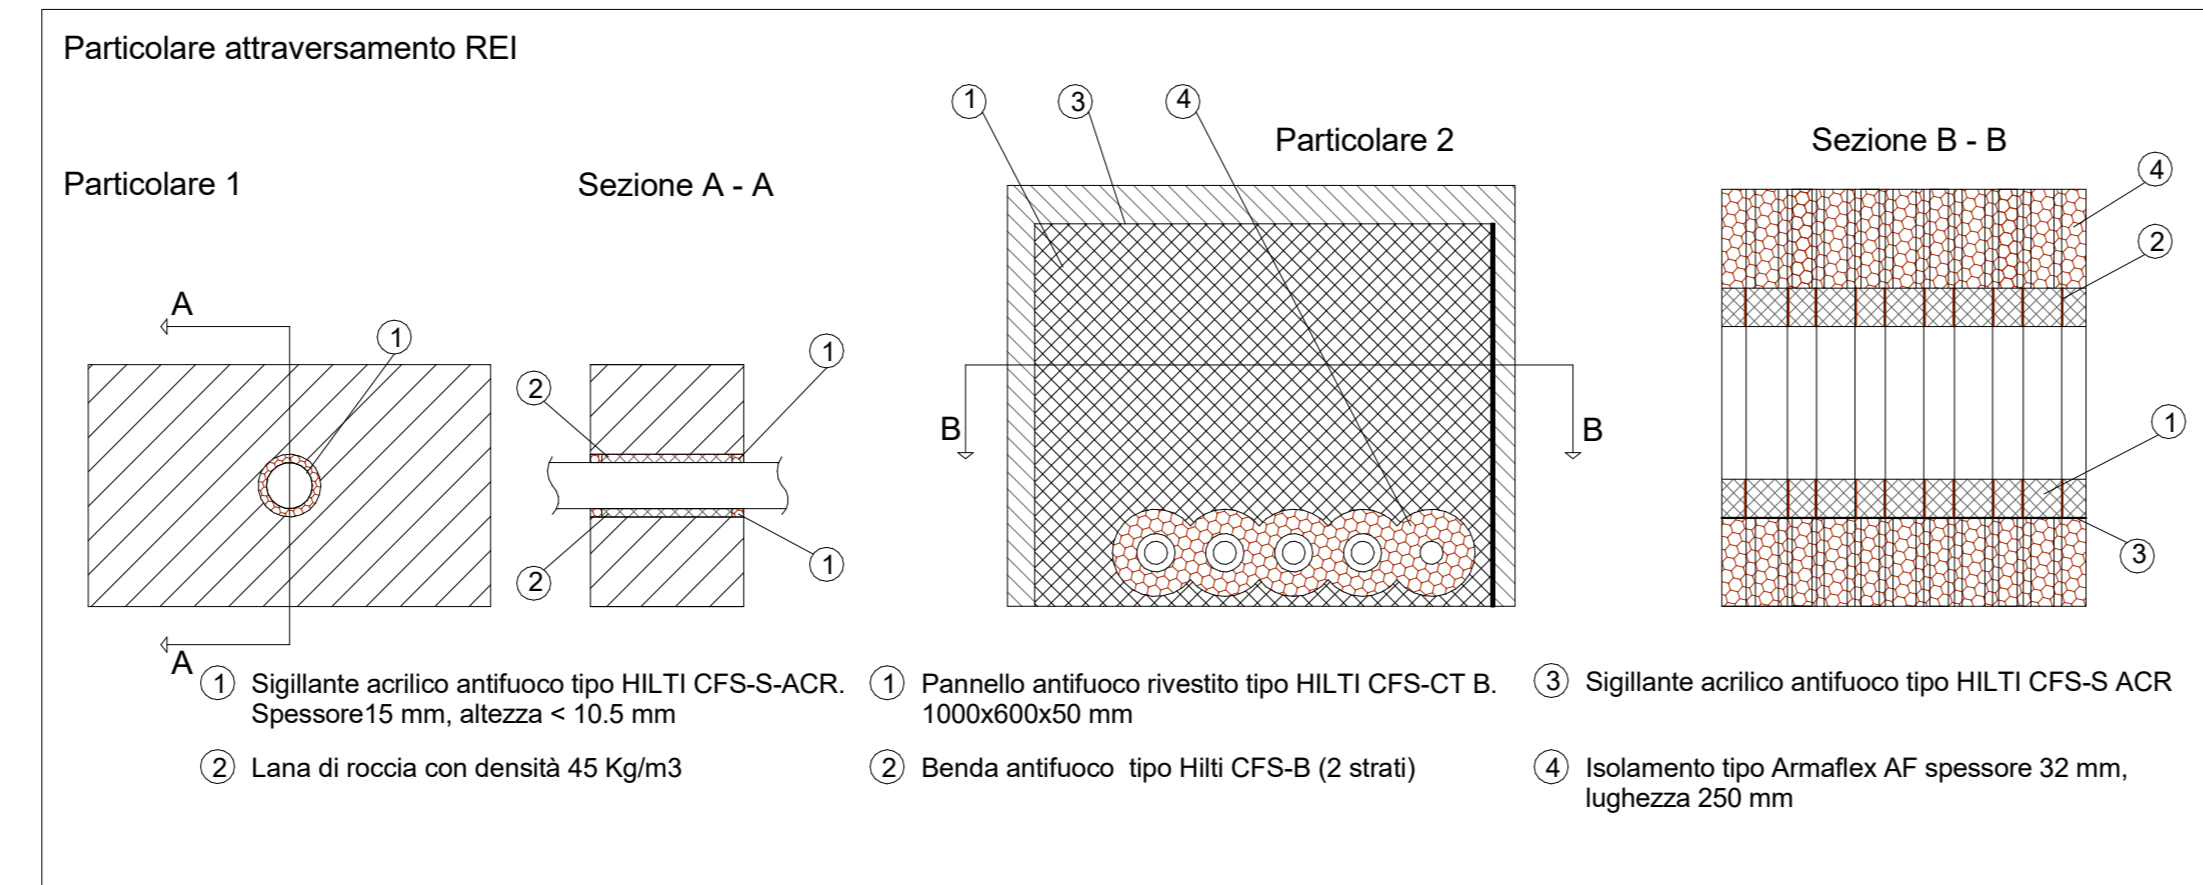 Particolare attraversamento REI
1
3
4
Particolare 2
Sezione B - B
4
Particolare 1
Sezione A - A
2
A
1
1
2
B
B
1
2
1
3
A
1 Sigillante acrilico antifuoco tipo HILTI CFS-S-ACR.
Spessore15 mm, altezza < 10.5 mm
2 Lana di roccia con densità 45 Kg/m3
1 Pannello antifuoco rivestito tipo HILTI CFS-CT B.
1000x600x50 mm
2 Benda antifuoco tipo Hilti CFS-B (2 strati)
3 Sigillante acrilico antifuoco tipo HILTI CFS-S ACR
4 Isolamento tipo Armaflex AF spessore 32 mm,
lughezza 250 mm